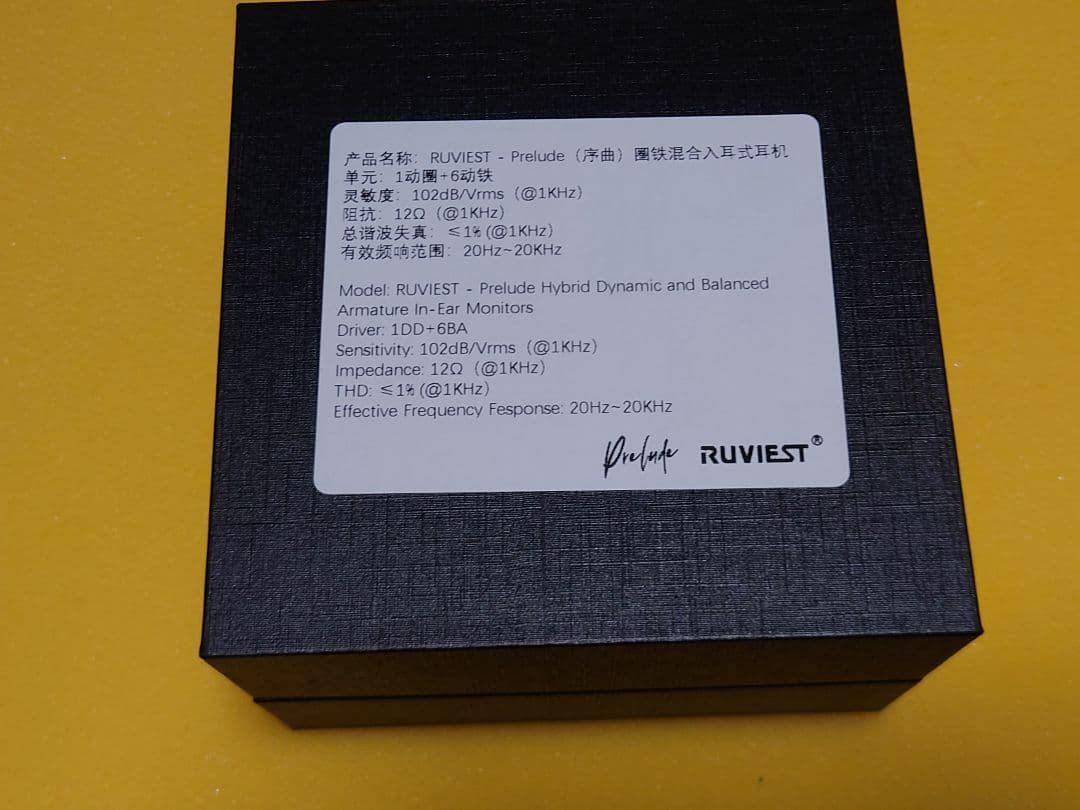 产品名称: RUVIEST - Prelude (序曲) 圈铁混合入耳式耳机
单元: 1动圈+6动铁
灵敏度: 102dB/Vrms (@1KHz)
阻抗: 12Ω (@1KHz)
总谐波失真: ≤1% (@1KHz)
有效频响范围: 20Hz~20KHz
Model: RUVIEST - Prelude Hybrid Dynamic and Balanced
Armature In-Ear Monitors
Driver: 1DD+6BA
Sensitivity: 102dB/Vrms (@1KHz)
Impedance: 12Ω (@1KHz)
THD: ≤1% (@1KHz)
Effective Frequency Fesponse: 20Hz~20KHz
Prelude RUVIEST®